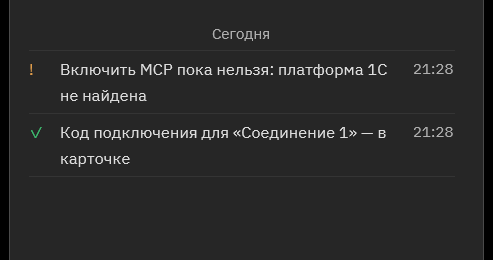 Сегодня
! Включить MCP пока нельзя: платформа 1С 21:28
не найдена
✓ Код подключения для «Соединение 1» — в 21:28
карточке